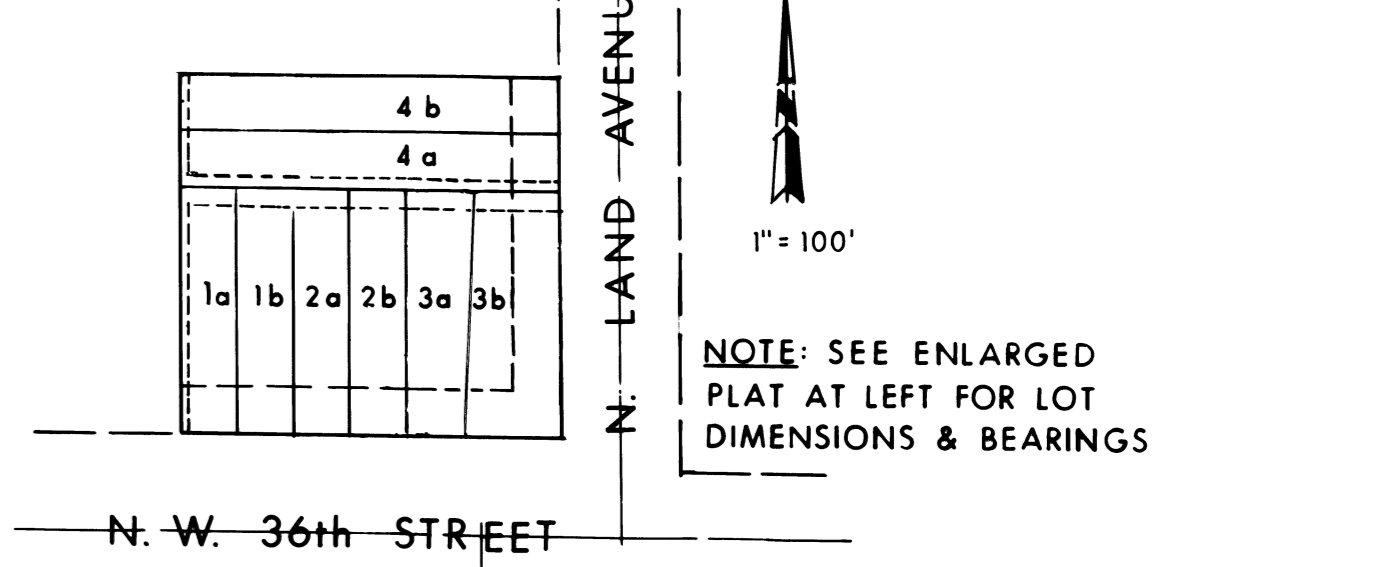 4 b
4 a
1a 1b 2a 2b 3a 3b
N. LAND AVENU
1" = 100'
NOTE: SEE ENLARGED
PLAT AT LEFT FOR LOT
DIMENSIONS & BEARINGS
N. W. 36th STREET